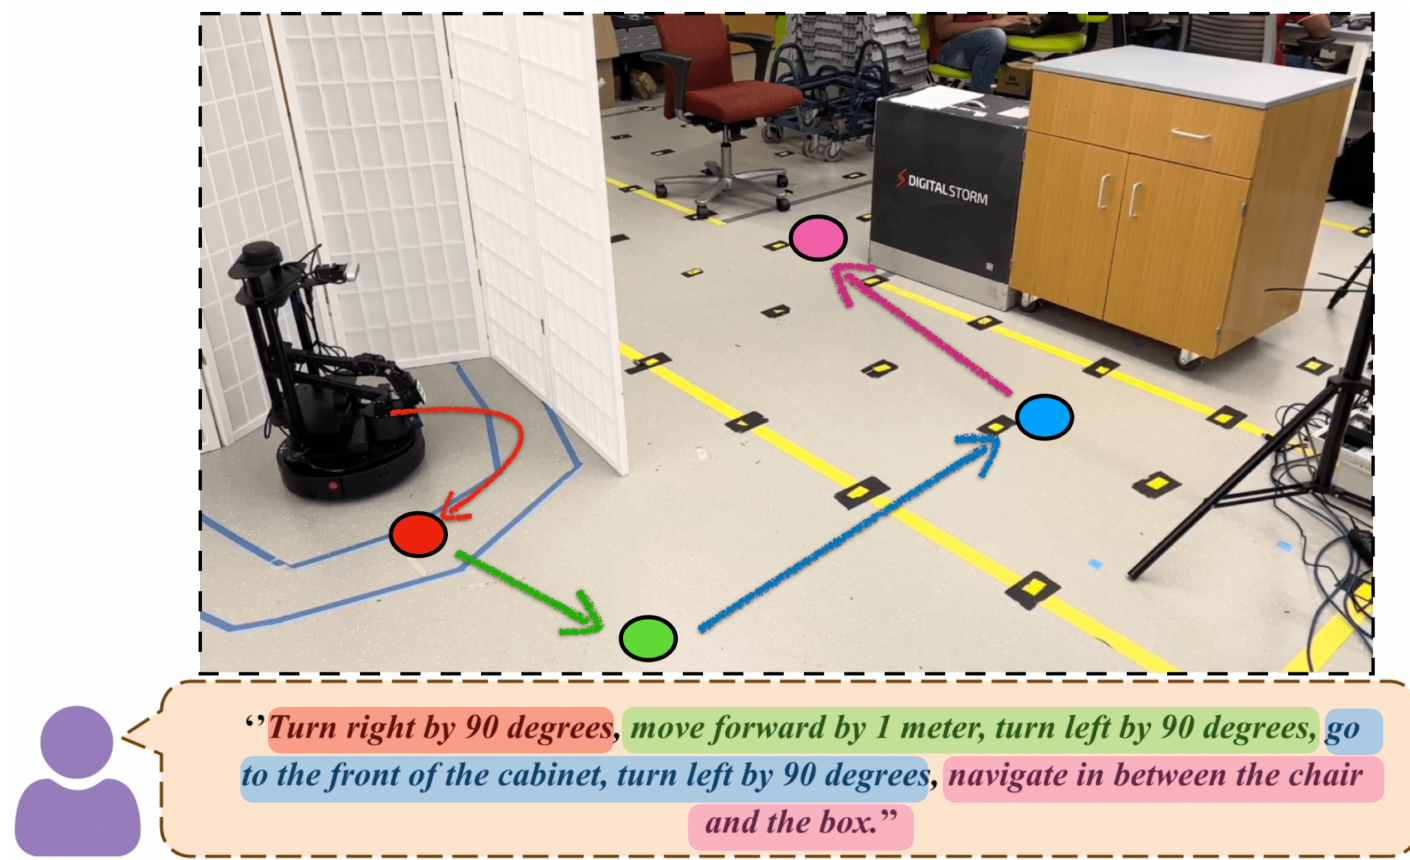 DIGITALSTORM
‘’Turn right by 90 degrees, move forward by 1 meter, turn left by 90 degrees, go
to the front of the cabinet, turn left by 90 degrees, navigate in between the chair
and the box.”